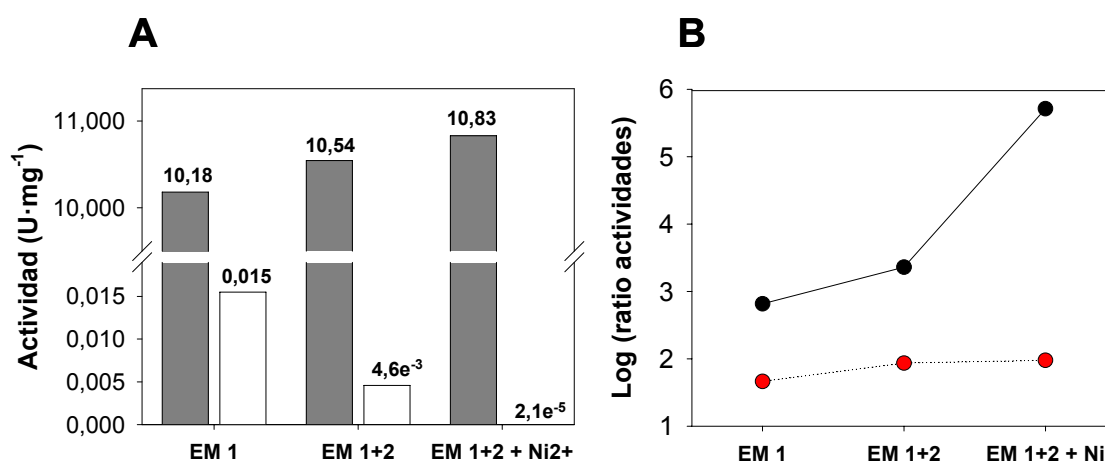 A
B
Actividad (U·mg-1)
11,000
10,000
0,015
0,010
0,005
0,000
10,18
0,015
10,54
4,6e-3
10,83
2,1e-5
EM 1
EM 1+2
EM 1+2 + Ni2+
Log (ratio actividades)
6
5
4
3
2
1
EM 1
EM 1+2
EM 1+2 + Ni